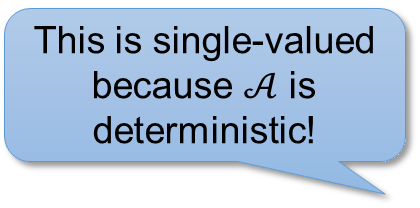 This is single-valued
because 𝒜 is
deterministic!